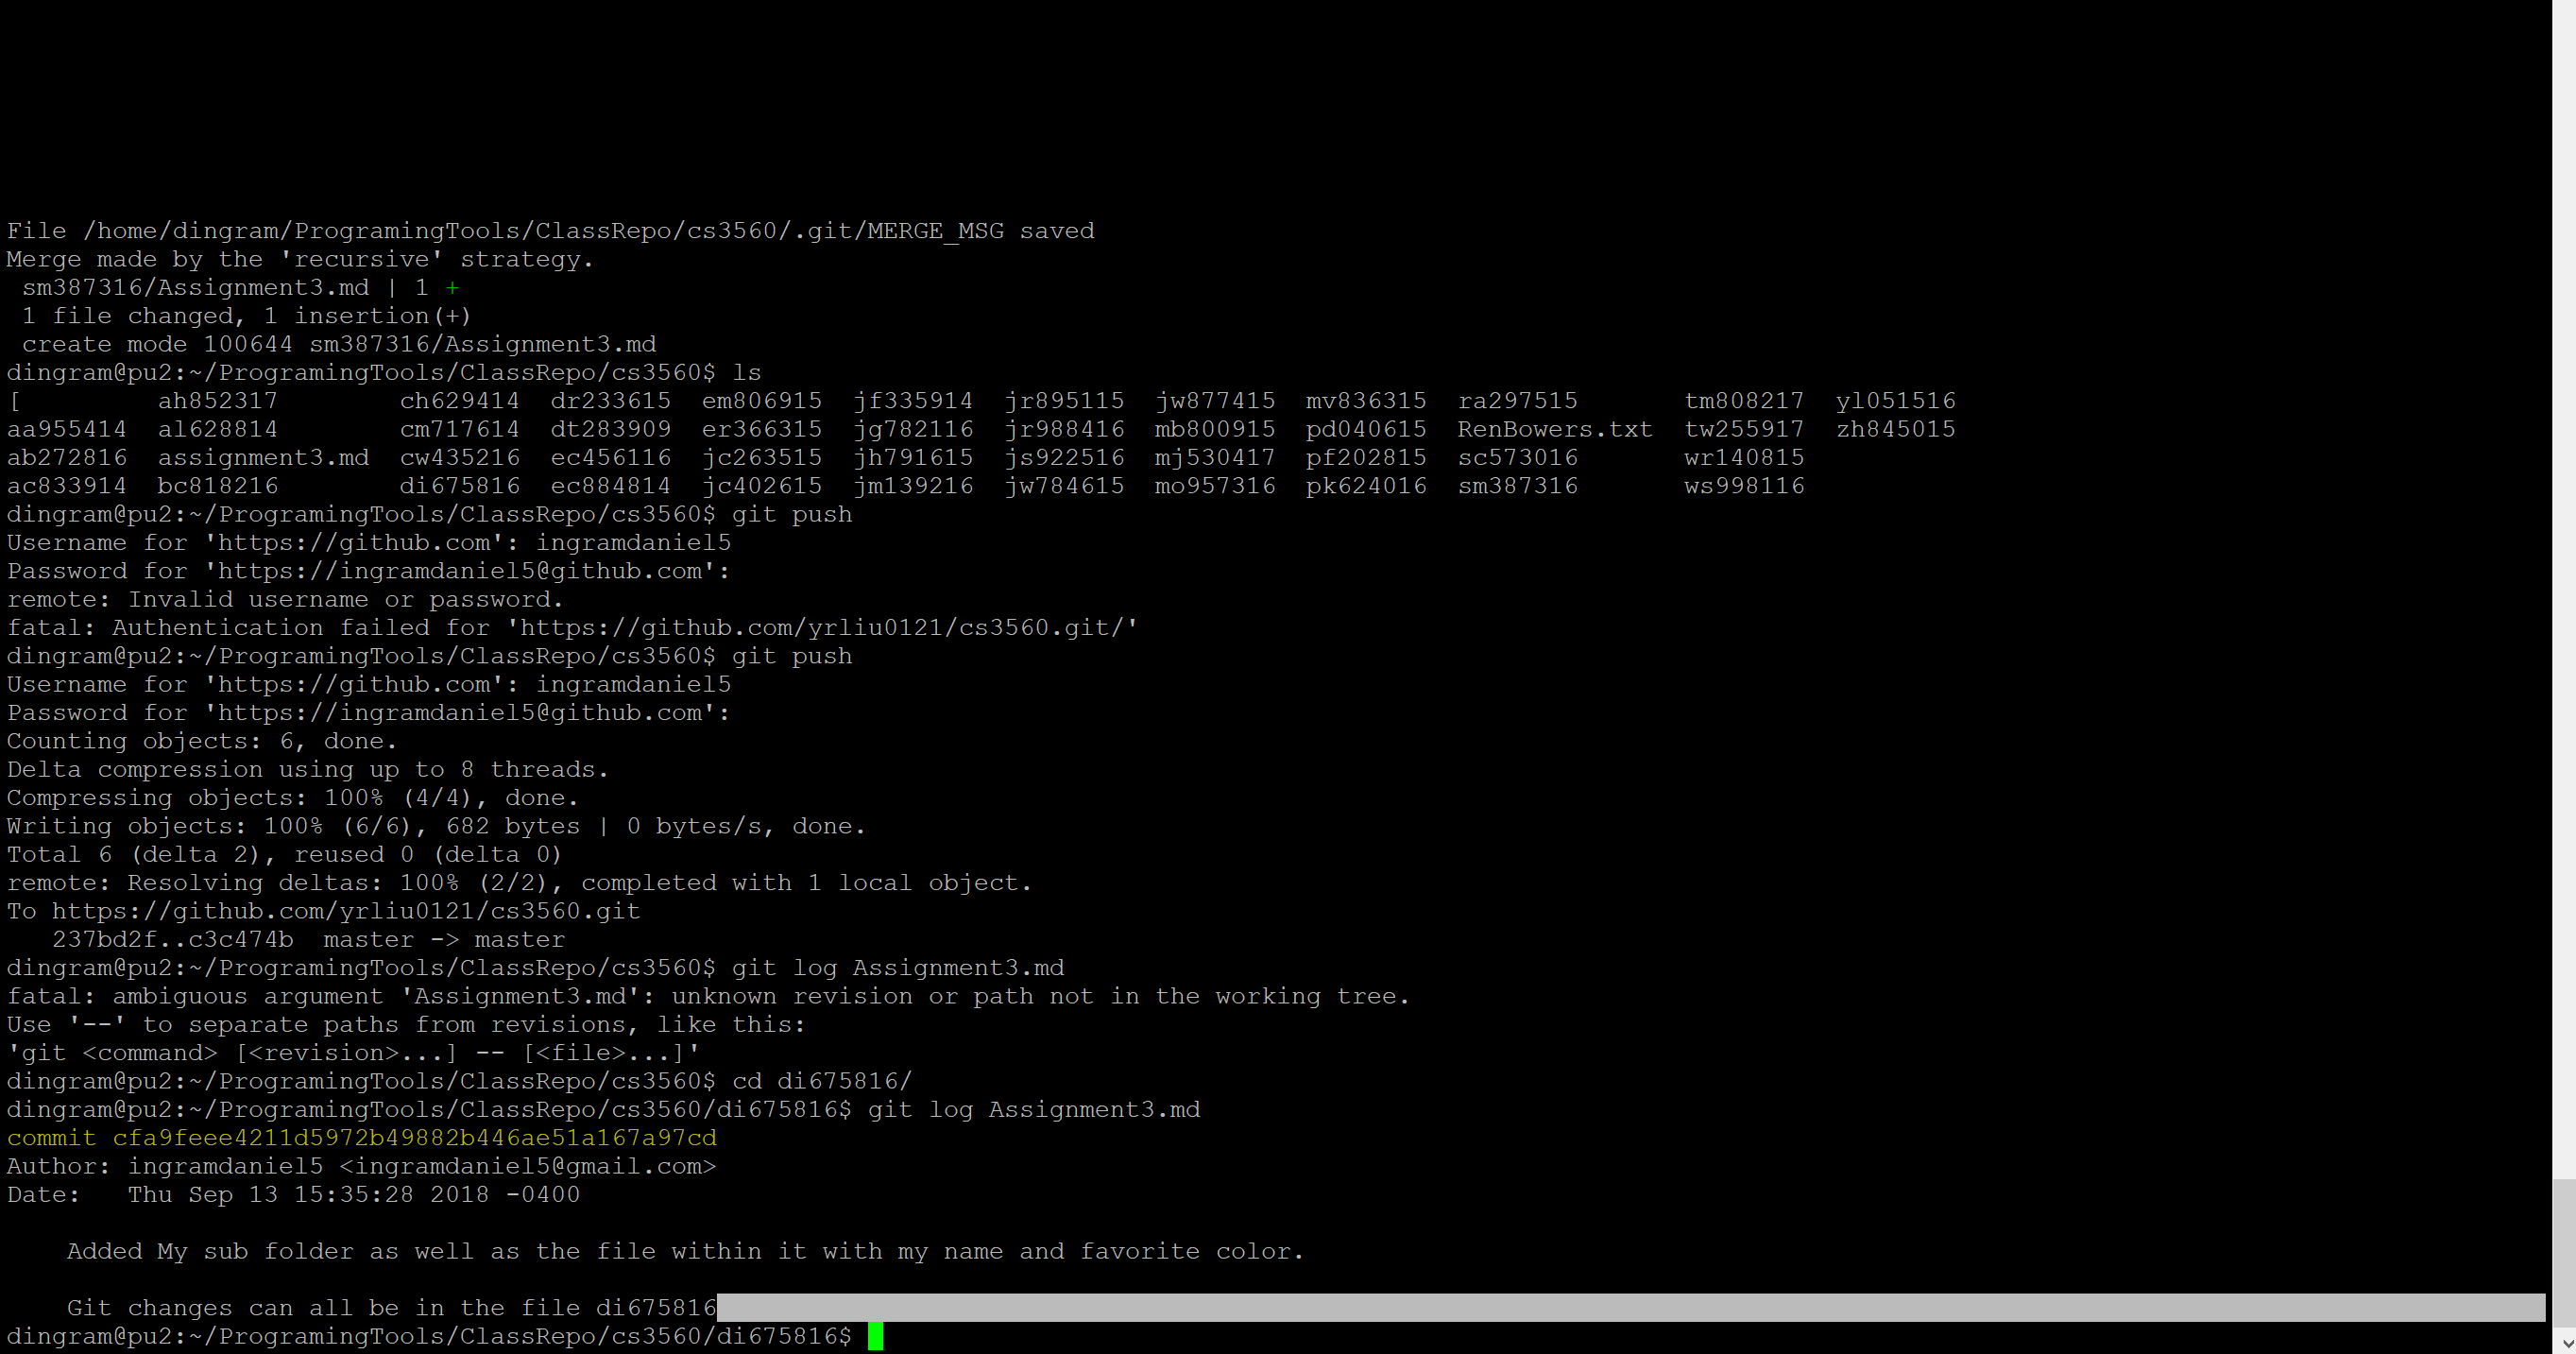 File /home/dingram/ProgramingTools/ClassRepo/cs3560/.git/MERGE_MSG saved
Merge made by the 'recursive' strategy.
 sm387316/Assignment3.md | 1 +
 1 file changed, 1 insertion(+)
 create mode 100644 sm387316/Assignment3.md
dingram@pu2:~/ProgramingTools/ClassRepo/cs3560$ ls
[         ah852317        ch629414  dr233615  em806915  jf335914  jr895115  jw877415  mv836315  ra297515       tm808217  yl051516
aa955414  al628814        cm717614  dt283909  er366315  jg782116  jr988416  mb800915  pd040615  RenBowers.txt  tw255917  zh845015
ab272816  assignment3.md  cw435216  ec456116  jc263515  jh791615  js922516  mj530417  pf202815  sc573016       wr140815
ac833914  bc818216        di675816  ec884814  jc402615  jm139216  jw784615  mo957316  pk624016  sm387316       ws998116
dingram@pu2:~/ProgramingTools/ClassRepo/cs3560$ git push
Username for 'https://github.com': ingramdaniel5
Password for 'https://ingramdaniel5@github.com':
remote: Invalid username or password.
fatal: Authentication failed for 'https://github.com/yrliu0121/cs3560.git/'
dingram@pu2:~/ProgramingTools/ClassRepo/cs3560$ git push
Username for 'https://github.com': ingramdaniel5
Password for 'https://ingramdaniel5@github.com':
Counting objects: 6, done.
Delta compression using up to 8 threads.
Compressing objects: 100% (4/4), done.
Writing objects: 100% (6/6), 682 bytes | 0 bytes/s, done.
Total 6 (delta 2), reused 0 (delta 0)
remote: Resolving deltas: 100% (2/2), completed with 1 local object.
To https://github.com/yrliu0121/cs3560.git
   237bd2f..c3c474b  master -> master
dingram@pu2:~/ProgramingTools/ClassRepo/cs3560$ git log Assignment3.md
fatal: ambiguous argument 'Assignment3.md': unknown revision or path not in the working tree.
Use '--' to separate paths from revisions, like this:
'git <command> [<revision>...] -- [<file>...]'
dingram@pu2:~/ProgramingTools/ClassRepo/cs3560$ cd di675816/
dingram@pu2:~/ProgramingTools/ClassRepo/cs3560/di675816$ git log Assignment3.md
commit cfa9feee4211d5972b49882b446ae51a167a97cd
Author: ingramdaniel5 <ingramdaniel5@gmail.com>
Date:   Thu Sep 13 15:35:28 2018 -0400
    Added My sub folder as well as the file within it with my name and favorite color.
    Git changes can all be in the file di675816
dingram@pu2:~/ProgramingTools/ClassRepo/cs3560/di675816$